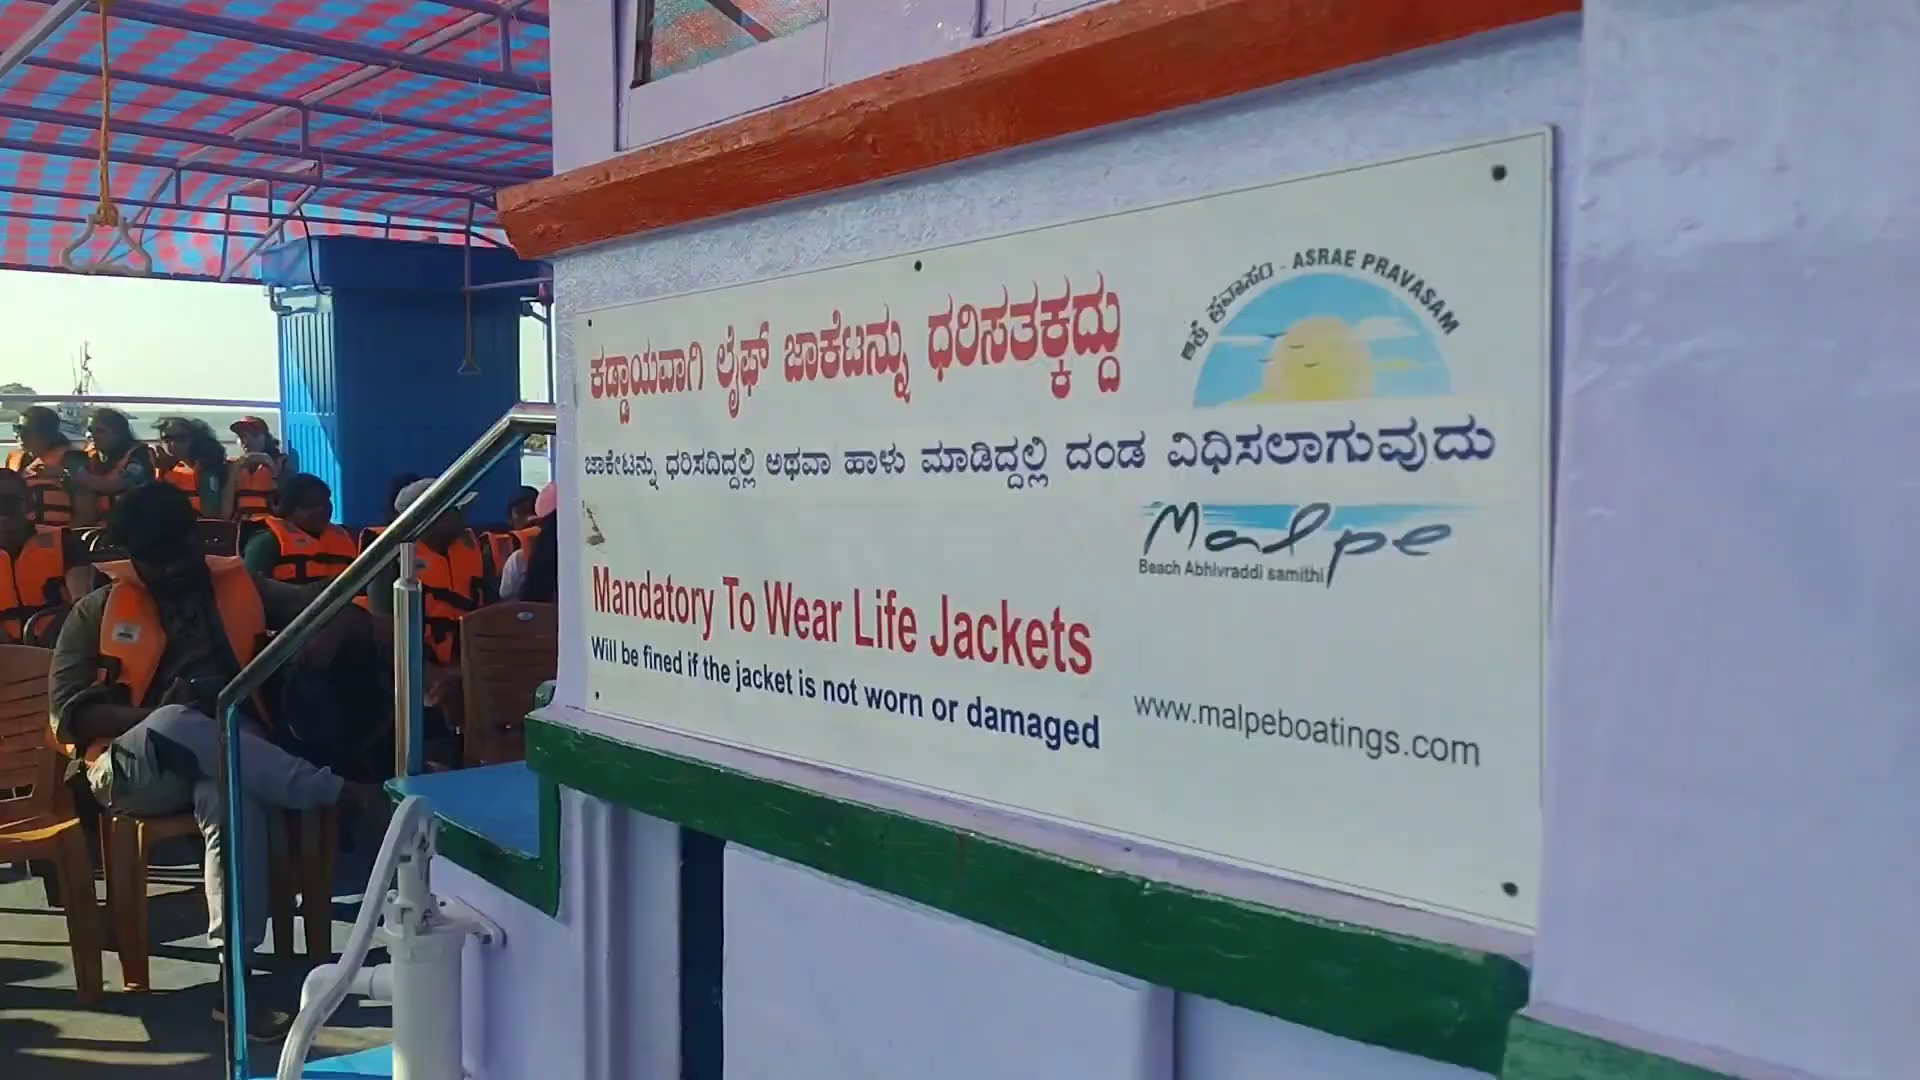 ಆಸ್ರೆ ಪ್ರವಾಸಂ - ASRAE PRAVASAM
ಕಡ್ಡಾಯವಾಗಿ ಲೈಫ್ ಜಾಕೆಟನ್ನು ಧರಿಸತಕ್ಕದ್ದು
ಜಾಕೇಟನ್ನು ಧರಿಸದಿದ್ದಲ್ಲಿ ಅಥವಾ ಹಾಳು ಮಾಡಿದ್ದಲ್ಲಿ ದಂಡ ವಿಧಿಸಲಾಗುವುದು
Malpe
Beach Abhivraddi samithi
Mandatory To Wear Life Jackets
Will be fined if the jacket is not worn or damaged
www.malpeboatings.com